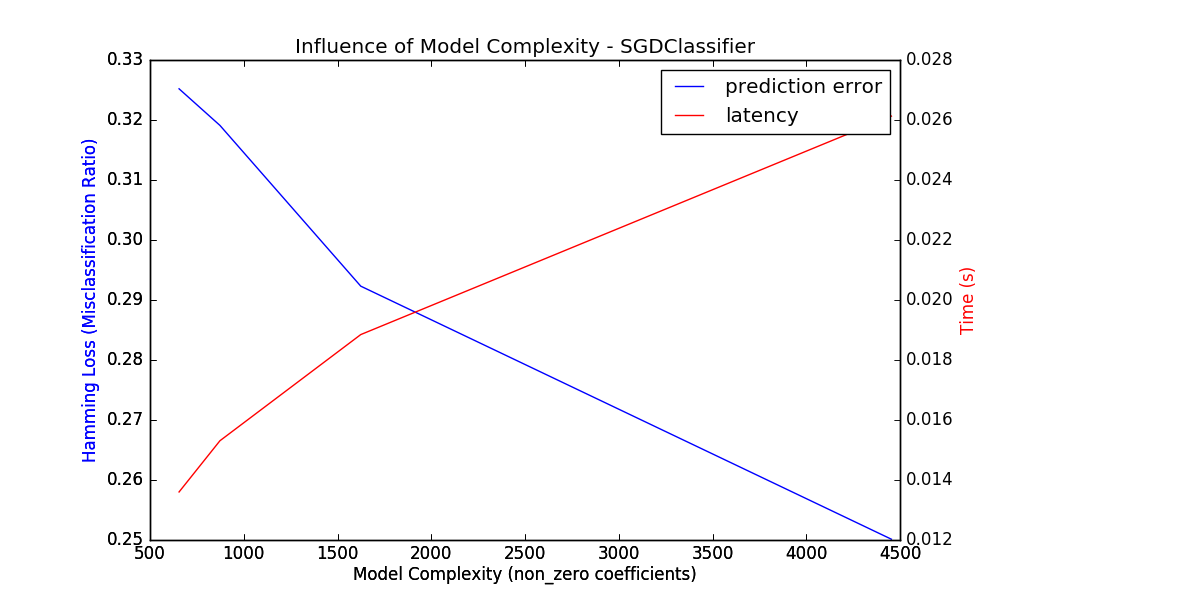 Influence of Model Complexity - SGDClassifier
prediction error
latency
0.33
0.32
0.31
0.30
0.29
0.28
0.27
0.26
0.25
Hamming Loss (Misclassification Ratio)
0.028
0.026
0.024
0.022
0.020
0.018
0.016
0.014
0.012
Time (s)
500 1000 1500 2000 2500 3000 3500 4000 4500
Model Complexity (non_zero coefficients)